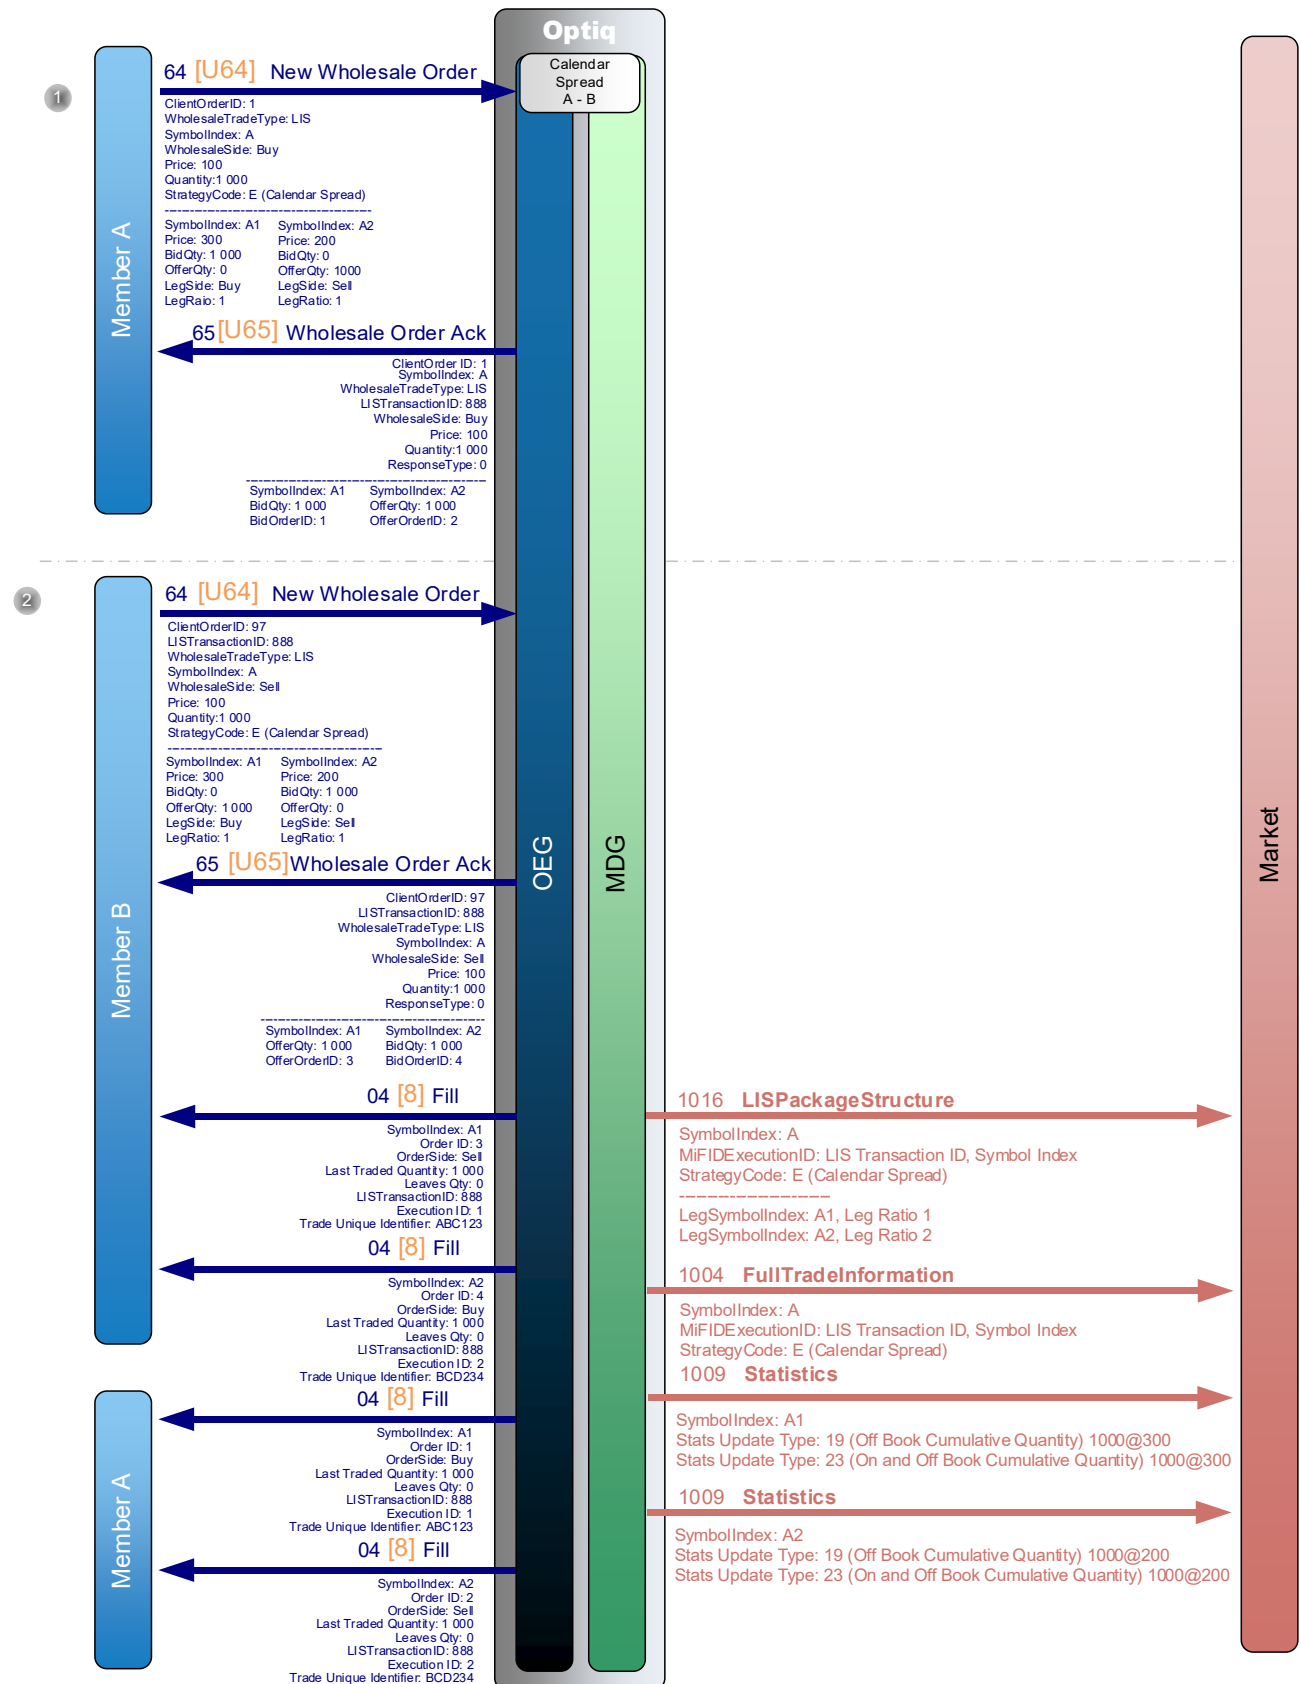 Optiq
Calendar
Spread
A - B
1
Member A
64 [U64] New Wholesale Order
ClientOrderID: 1
WholesaleTradeType: LIS
SymbolIndex: A
WholesaleSide: Buy
Price: 100
Quantity:1 000
StrategyCode: E (Calendar Spread)
------------------------------------------------
SymbolIndex: A1 SymbolIndex: A2
Price: 300 Price: 200
BidQty: 1 000 BidQty: 0
OfferQty: 0 OfferQty: 1000
LegSide: Buy LegSide: Sell
LegRaio: 1 LegRatio: 1
65 [U65] Wholesale Order Ack
ClientOrder ID: 1
SymbolIndex: A
WholesaleTradeType: LIS
LISTransactionID: 888
WholesaleSide: Buy
Price: 100
Quantity:1 000
ResponseType: 0
------------------------------------------------
SymbolIndex: A1 SymbolIndex: A2
BidQty: 1 000 OfferQty: 1 000
BidOrderID: 1 OfferOrderID: 2
2
Member B
64 [U64] New Wholesale Order
ClientOrderID: 97
LISTransactionID: 888
WholesaleTradeType: LIS
SymbolIndex: A
WholesaleSide: Sell
Price: 100
Quantity:1 000
StrategyCode: E (Calendar Spread)
------------------------------------------------
SymbolIndex: A1 SymbolIndex: A2
Price: 300 Price: 200
BidQty: 0 BidQty: 1 000
OfferQty: 1 000 OfferQty: 0
LegSide: Buy LegSide: Sell
LegRatio: 1 LegRatio: 1
65 [U65] Wholesale Order Ack
ClientOrderID: 97
LISTransactionID: 888
WholesaleTradeType: LIS
SymbolIndex: A
WholesaleSide: Sell
Price: 100
Quantity:1 000
ResponseType: 0
------------------------------------------------
SymbolIndex: A1 SymbolIndex: A2
OfferQty: 1 000 BidQty: 1 000
OfferOrderID: 3 BidOrderID: 4
04 [8] Fill
SymbolIndex: A1
Order ID: 3
OrderSide: Sell
Last Traded Quantity: 1 000
Leaves Qty: 0
LISTransactionID: 888
Execution ID: 1
Trade Unique Identifier: ABC123
04 [8] Fill
SymbolIndex: A2
Order ID: 4
OrderSide: Buy
Last Traded Quantity: 1 000
Leaves Qty: 0
LISTransactionID: 888
Execution ID: 2
Trade Unique Identifier: BCD234
Member A
04 [8] Fill
SymbolIndex: A1
Order ID: 1
OrderSide: Buy
Last Traded Quantity: 1 000
Leaves Qty: 0
LISTransactionID: 888
Execution ID: 1
Trade Unique Identifier: ABC123
04 [8] Fill
SymbolIndex: A2
Order ID: 2
OrderSide: Sell
Last Traded Quantity: 1 000
Leaves Qty: 0
LISTransactionID: 888
Execution ID: 2
Trade Unique Identifier: BCD234
OEG
MDG
1016 LISPackageStructure
SymbolIndex: A
MiFIDExecutionID: LIS Transaction ID, Symbol Index
StrategyCode: E (Calendar Spread)
--------------------------
LegSymbolIndex: A1, Leg Ratio 1
LegSymbolIndex: A2, Leg Ratio 2
1004 FullTradeInformation
SymbolIndex: A
MiFIDExecutionID: LIS Transaction ID, Symbol Index
StrategyCode: E (Calendar Spread)
1009 Statistics
SymbolIndex: A1
Stats Update Type: 19 (Off Book Cumulative Quantity) 1000@300
Stats Update Type: 23 (On and Off Book Cumulative Quantity) 1000@300
1009 Statistics
SymbolIndex: A2
Stats Update Type: 19 (Off Book Cumulative Quantity) 1000@200
Stats Update Type: 23 (On and Off Book Cumulative Quantity) 1000@200
Market